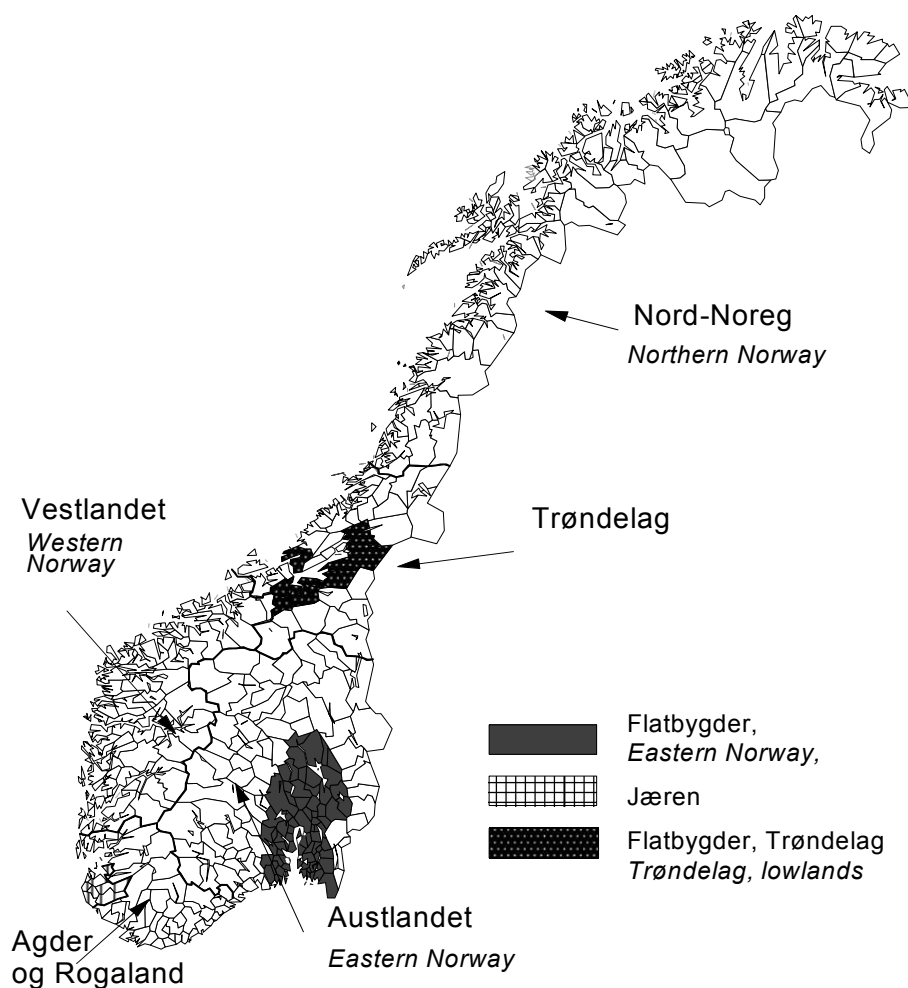 Nord-Noreg
Northern Norway
Vestlandet
Western
Norway
Trøndelag
Flatbygder,
Eastern Norway,
Jæren
Flatbygder, Trøndelag
Trøndelag, lowlands
Austlandet
Eastern Norway
Agder
og Rogaland